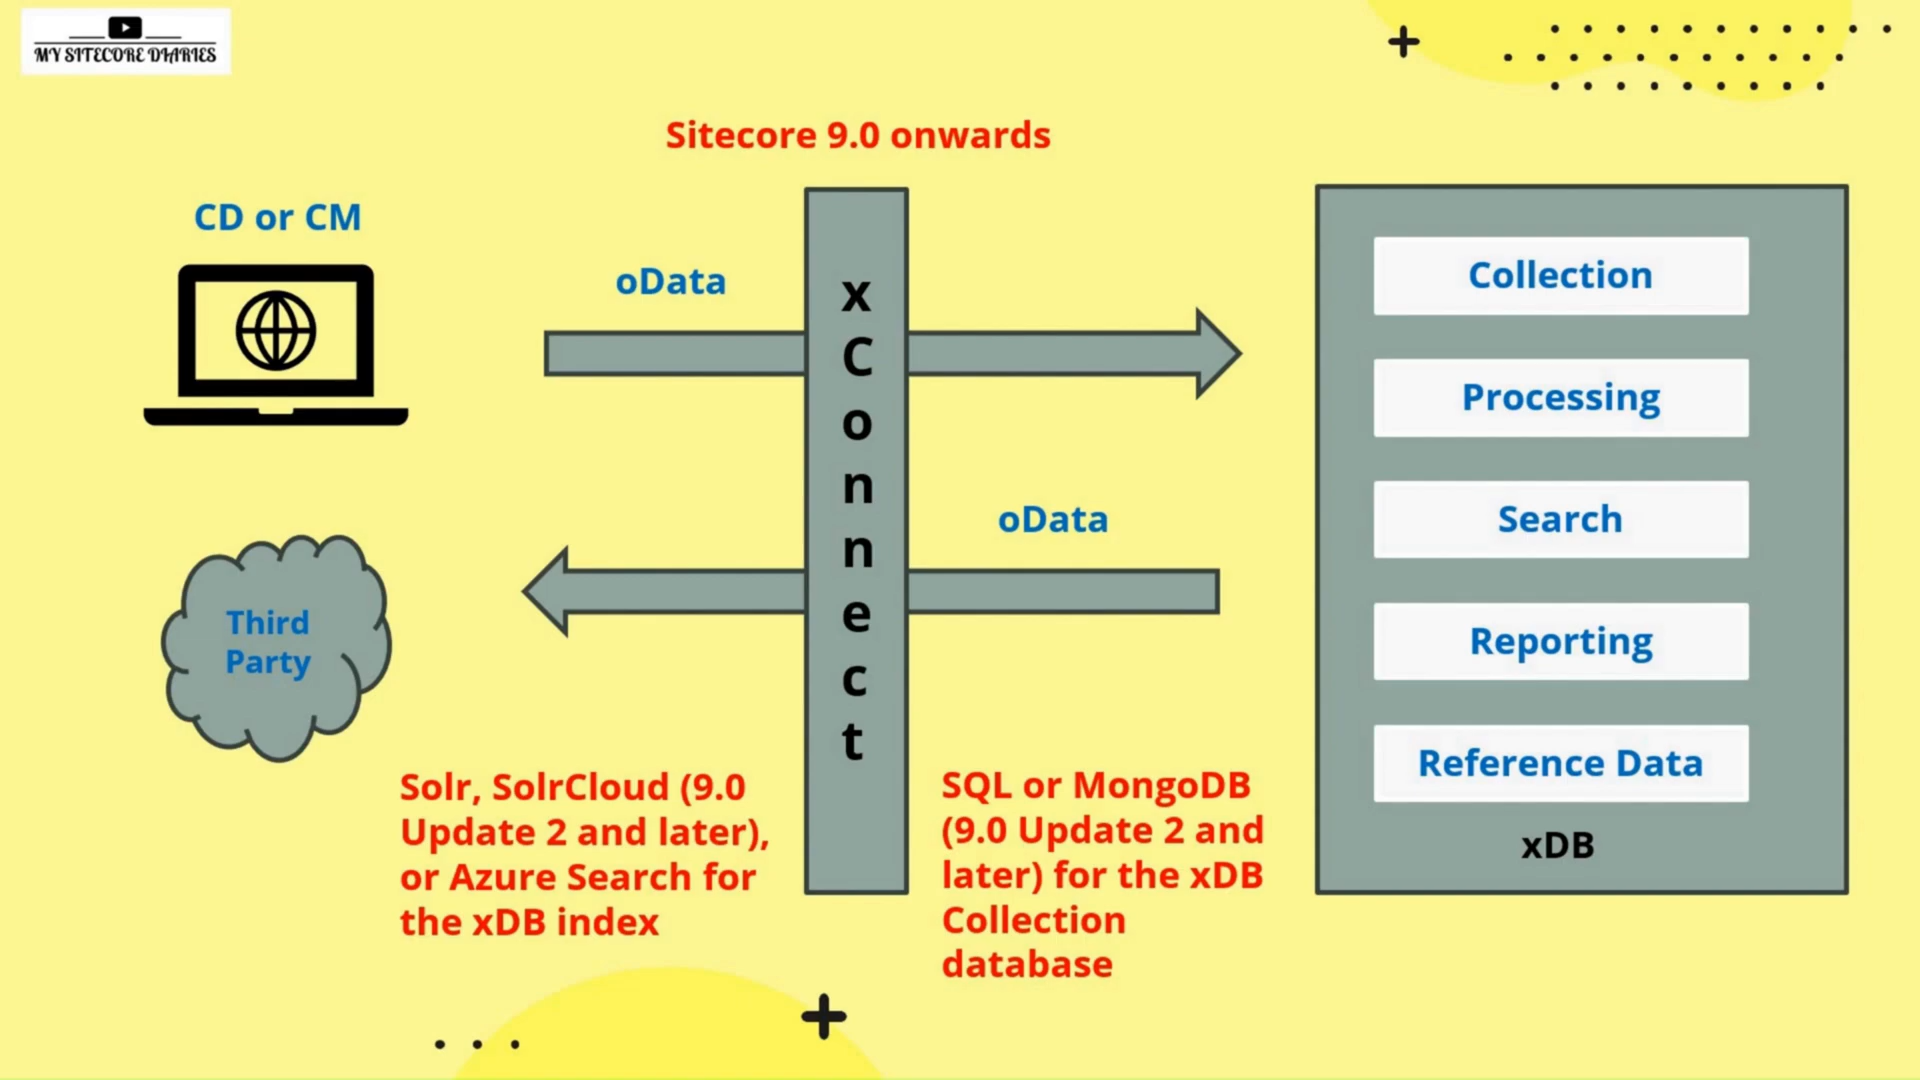 MY SITECORE DIARIES
Sitecore 9.0 onwards
CD or CM
oData
x
C
o
n
n
e
c
t
oData
Third
Party
Solr, SolrCloud (9.0
Update 2 and later),
or Azure Search for
the xDB index
SQL or MongoDB
(9.0 Update 2 and
later) for the xDB
Collection
database
Collection
Processing
Search
Reporting
Reference Data
xDB